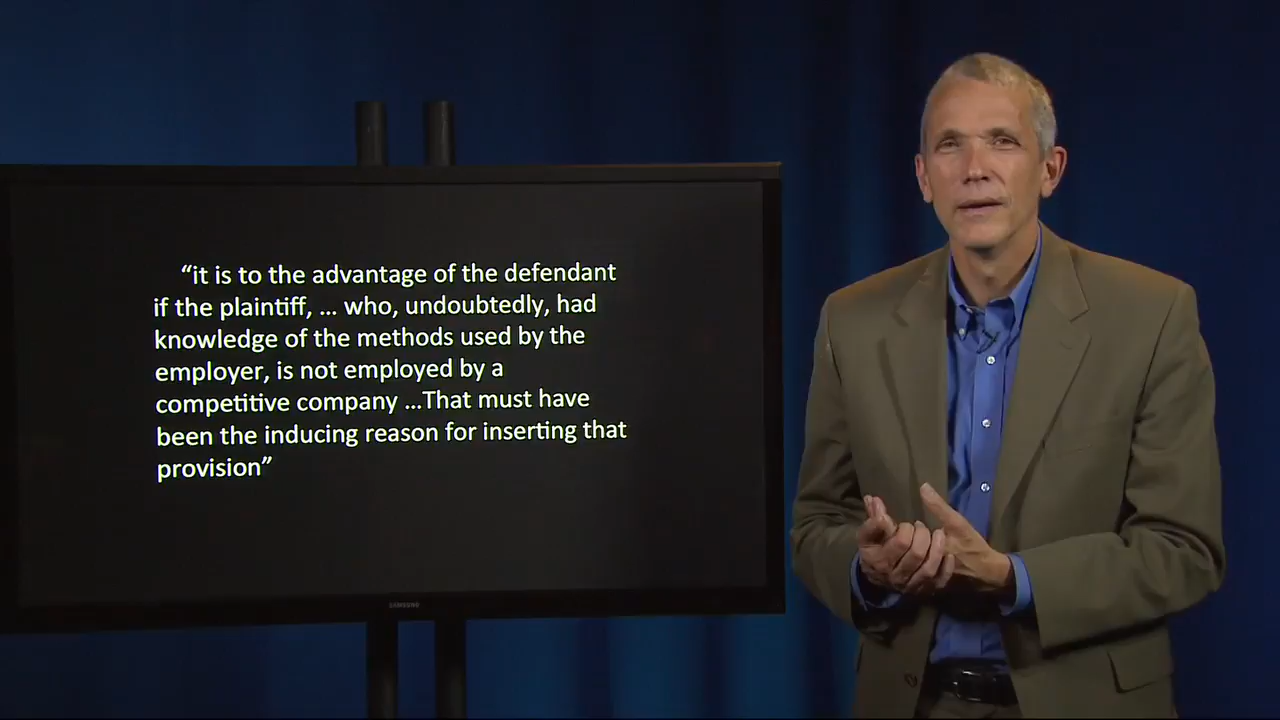 “it is to the advantage of the defendant
if the plaintiff, ... who, undoubtedly, had
knowledge of the methods used by the
employer, is not employed by a
competitive company ...That must have
been the inducing reason for inserting that
provision”
SAMSUNG